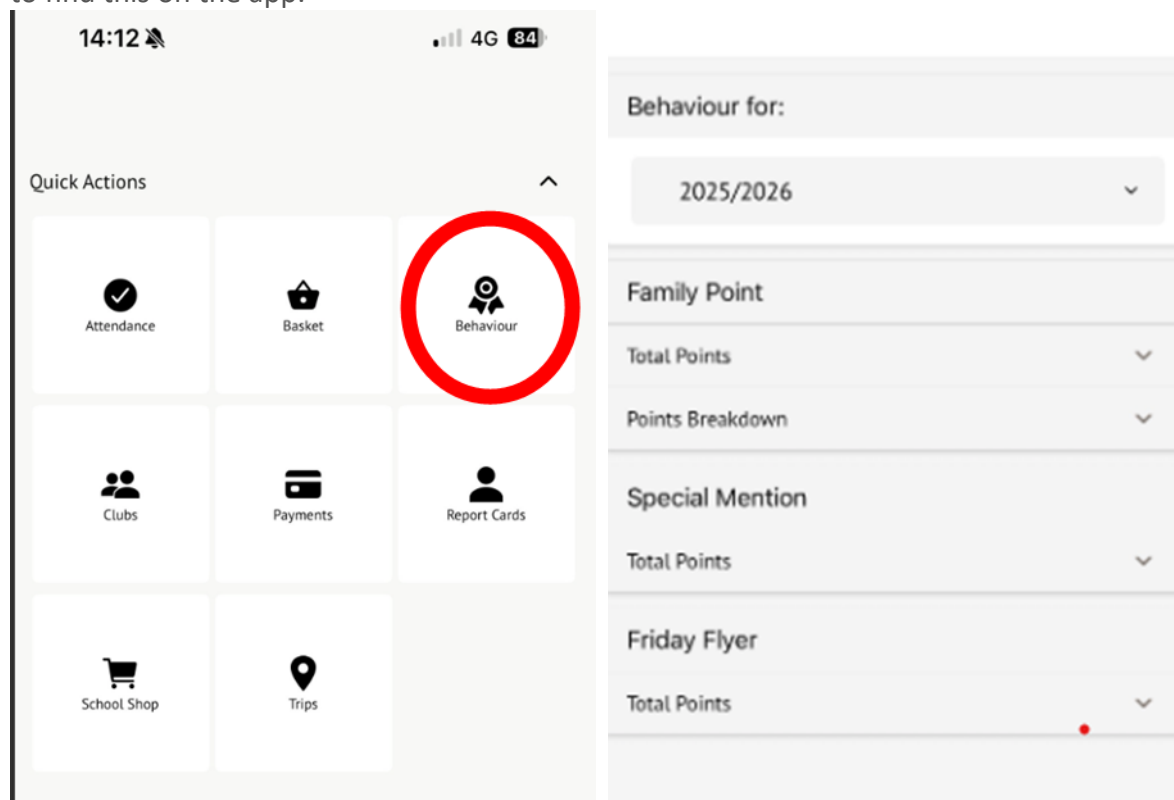 to find this on the app.
14:12 4G 84
Quick Actions
Attendance Basket Behaviour
Clubs Payments Report Cards
School Shop Trips
Behaviour for:
2025/2026
Family Point
Total Points
Points Breakdown
Special Mention
Total Points
Friday Flyer
Total Points